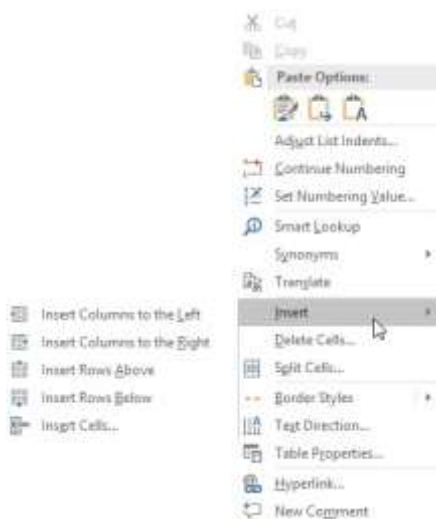 Cut
Copy
Paste Options:
Adjust List Indents...
Continue Numbering
Set Numbering Value...
Smart Lookup
Synonyms
Translate
Insert
Delete Cells...
Split Cells...
Border Styles
Text Direction...
Table Properties...
Hyperlink...
New Comment
Insert Columns to the Left
Insert Columns to the Right
Insert Rows Above
Insert Rows Below
Insert Cells...